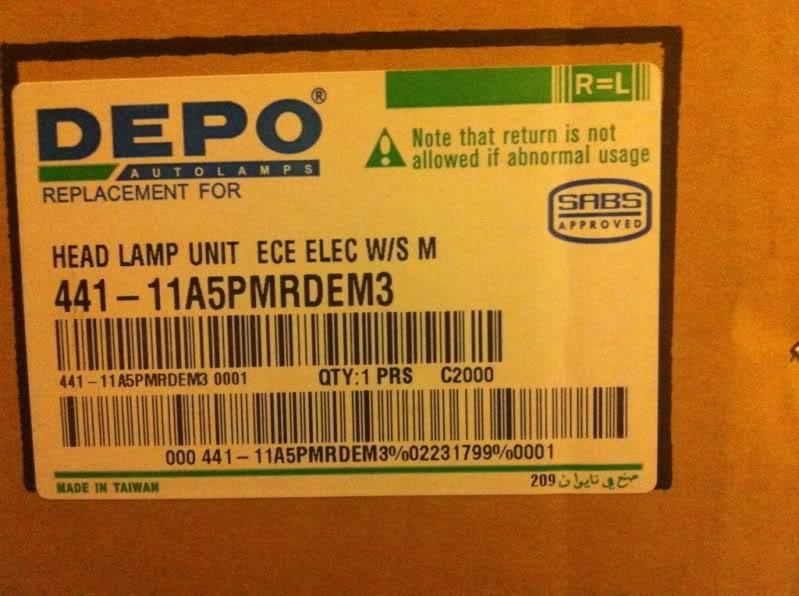 DEPO®
AUTOLAMPS
REPLACEMENT FOR
R=L
Note that return is not
allowed if abnormal usage
SABS
APPROVED
HEAD LAMP UNIT ECE ELEC W/S M
441-11A5PMRDEM3
441-11A5PMRDEM3 0001 QTY:1 PRS C2000
000 441-11A5PMRDEM3%02231799%0001
MADE IN TAIWAN
209 صنع في تايوان